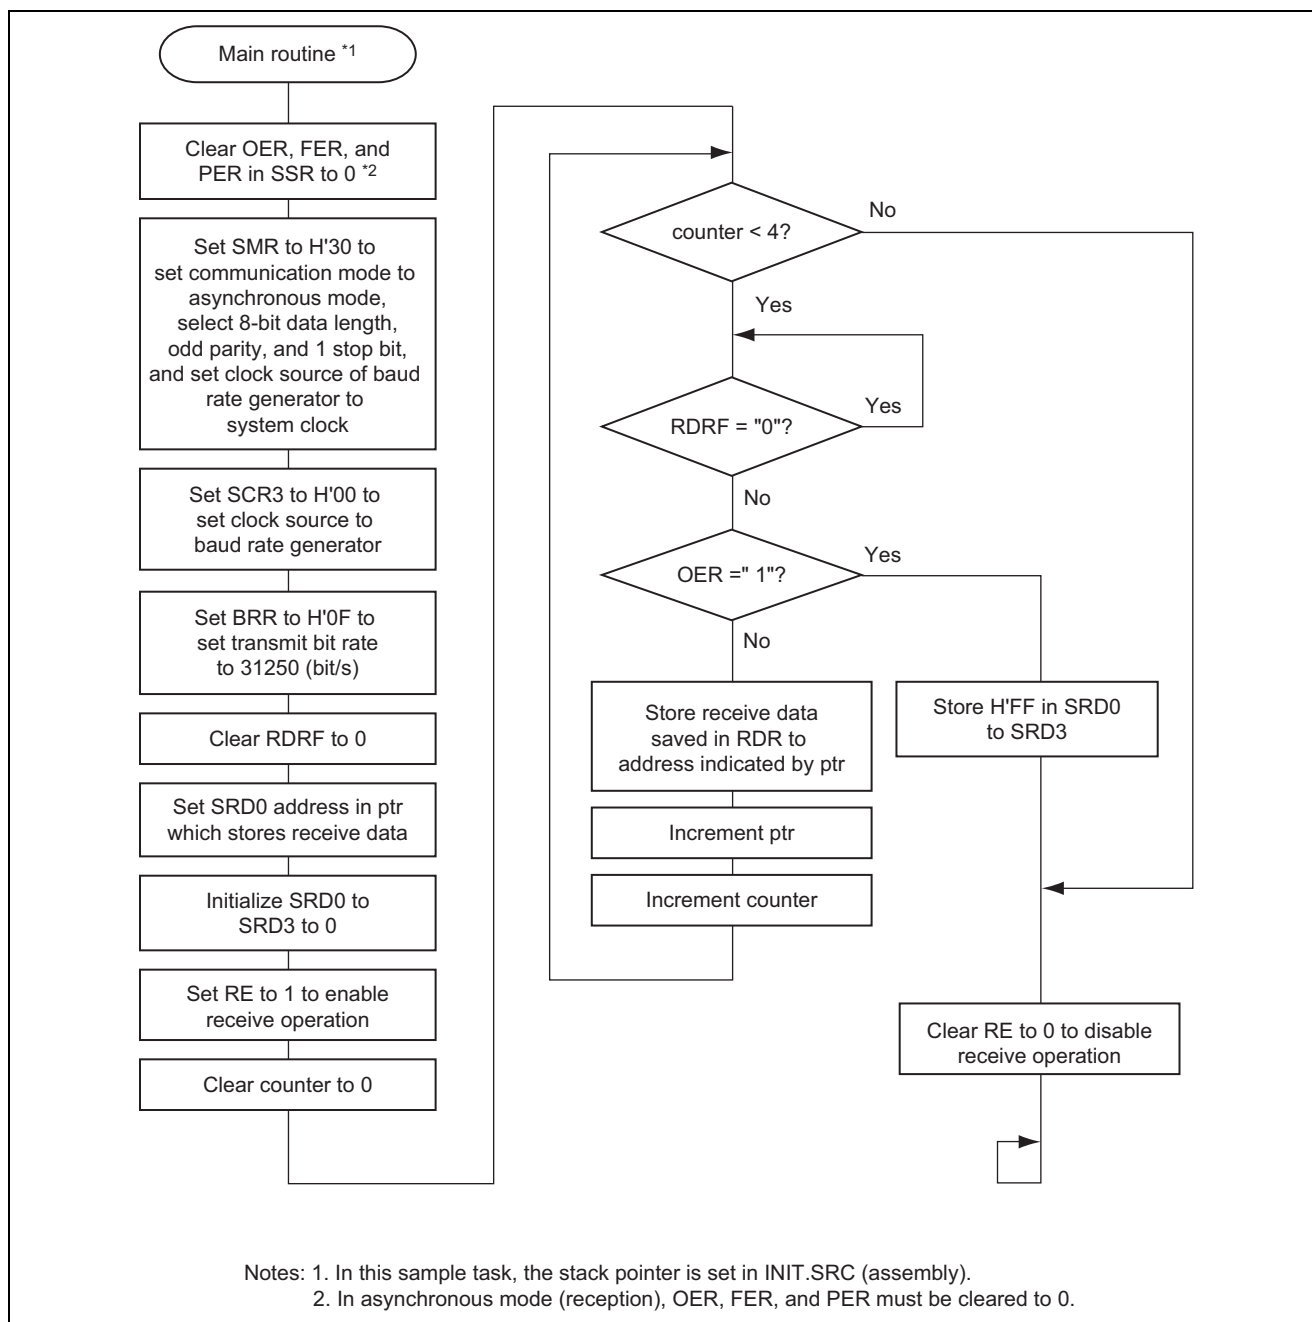 Main routine *1
Clear OER, FER, and
PER in SSR to 0 *2
Set SMR to H'30 to
set communication mode to
asynchronous mode,
select 8-bit data length,
odd parity, and 1 stop bit,
and set clock source of baud
rate generator to
system clock
Set SCR3 to H'00 to
set clock source to
baud rate generator
Set BRR to H'0F to
set transmit bit rate
to 31250 (bit/s)
Clear RDRF to 0
Set SRD0 address in ptr
which stores receive data
Initialize SRD0 to
SRD3 to 0
Set RE to 1 to enable
receive operation
Clear counter to 0
counter < 4?
No
Yes
RDRF = "0"?
Yes
No
OER =" 1"?
Yes
No
Store receive data
saved in RDR to
address indicated by ptr
Increment ptr
Increment counter
Store H'FF in SRD0
to SRD3
Clear RE to 0 to disable
receive operation
Notes: 1. In this sample task, the stack pointer is set in INIT.SRC (assembly).
2. In asynchronous mode (reception), OER, FER, and PER must be cleared to 0.